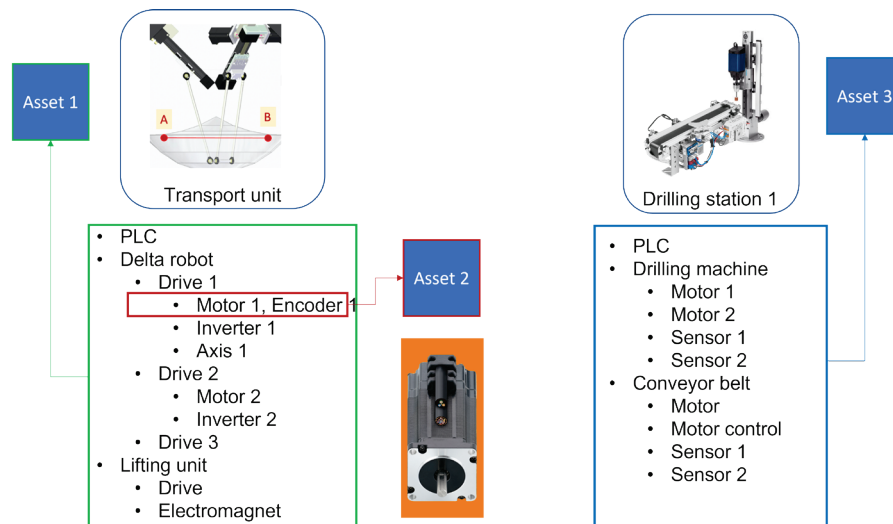 Asset 1
A
B
Transport unit
Drilling station 1
Asset 3
• PLC
• Delta robot
• Drive 1
• Motor 1, Encoder 1
• Inverter 1
• Axis 1
• Drive 2
• Motor 2
• Inverter 2
• Drive 3
• Lifting unit
• Drive
• Electromagnet
Asset 2
• PLC
• Drilling machine
• Motor 1
• Motor 2
• Sensor 1
• Sensor 2
• Conveyor belt
• Motor
• Motor control
• Sensor 1
• Sensor 2